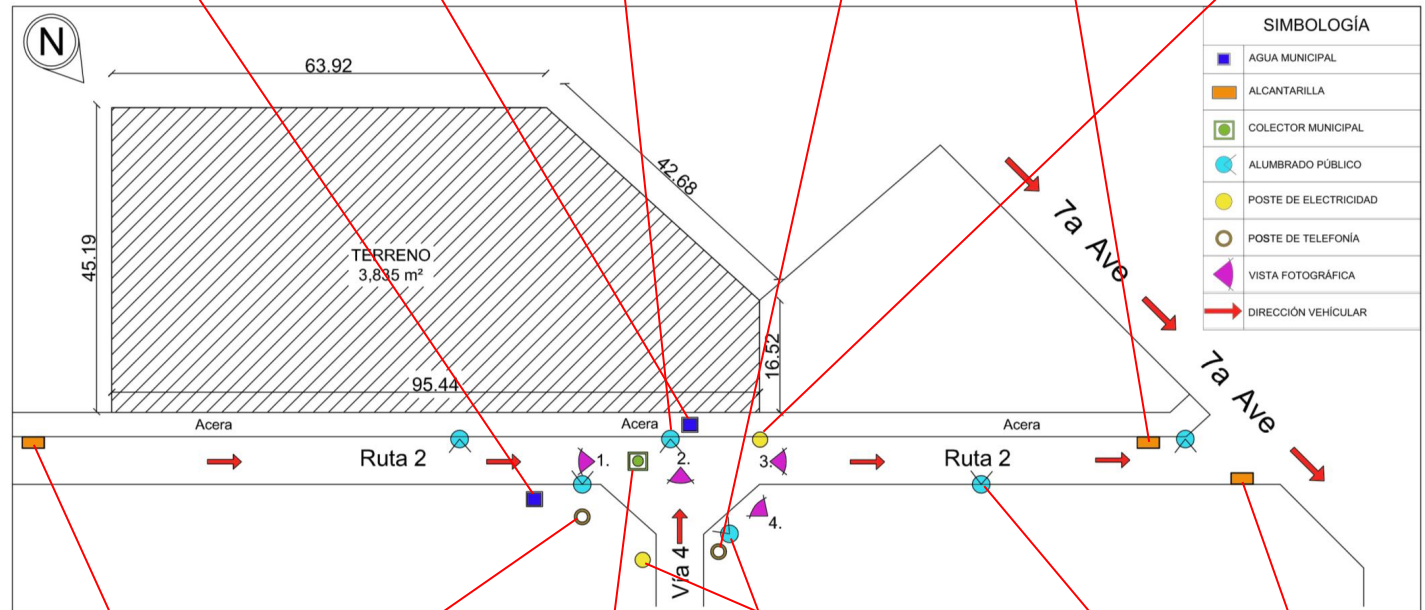 N
63.92
42.68
45.19
TERRENO
3,835 m²
95.44
16.52
Acera
Acera
Acera
Ruta 2
Ruta 2
1.
2.
3.
4.
Vía 4
7a Ave
7a Ave
SIMBOLOGÍA
AGUA MUNICIPAL
ALCANTARILLA
COLECTOR MUNICIPAL
ALUMBRADO PÚBLICO
POSTE DE ELECTRICIDAD
POSTE DE TELEFONÍA
VISTA FOTOGRÁFICA
DIRECCIÓN VEHÍCULAR